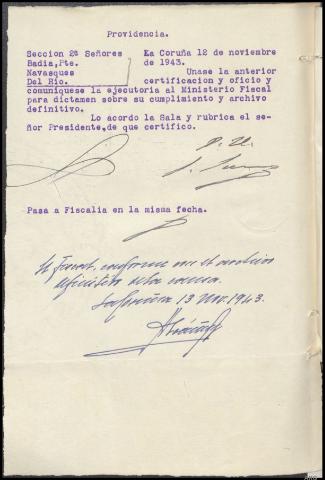 Providencia.
Seccion 2ª Señores La Coruña 12 de noviembre
Badia, Pte. de 1943.
Navasques Unase la anterior
Del Rio. certificacion y oficio y
comuniquese la ejecutoria al Ministerio Fiscal
para dictamen sobre su cumplimiento y archivo
definitivo.
Lo acordo la Sala y rubrica el se-
ñor Presidente, de que certifico.
Pasa a Fiscalia en la misma fecha.
El Fiscal, conforme con el archivo
definitivo de la causa.
La Coruña 13 Nov. 1943.